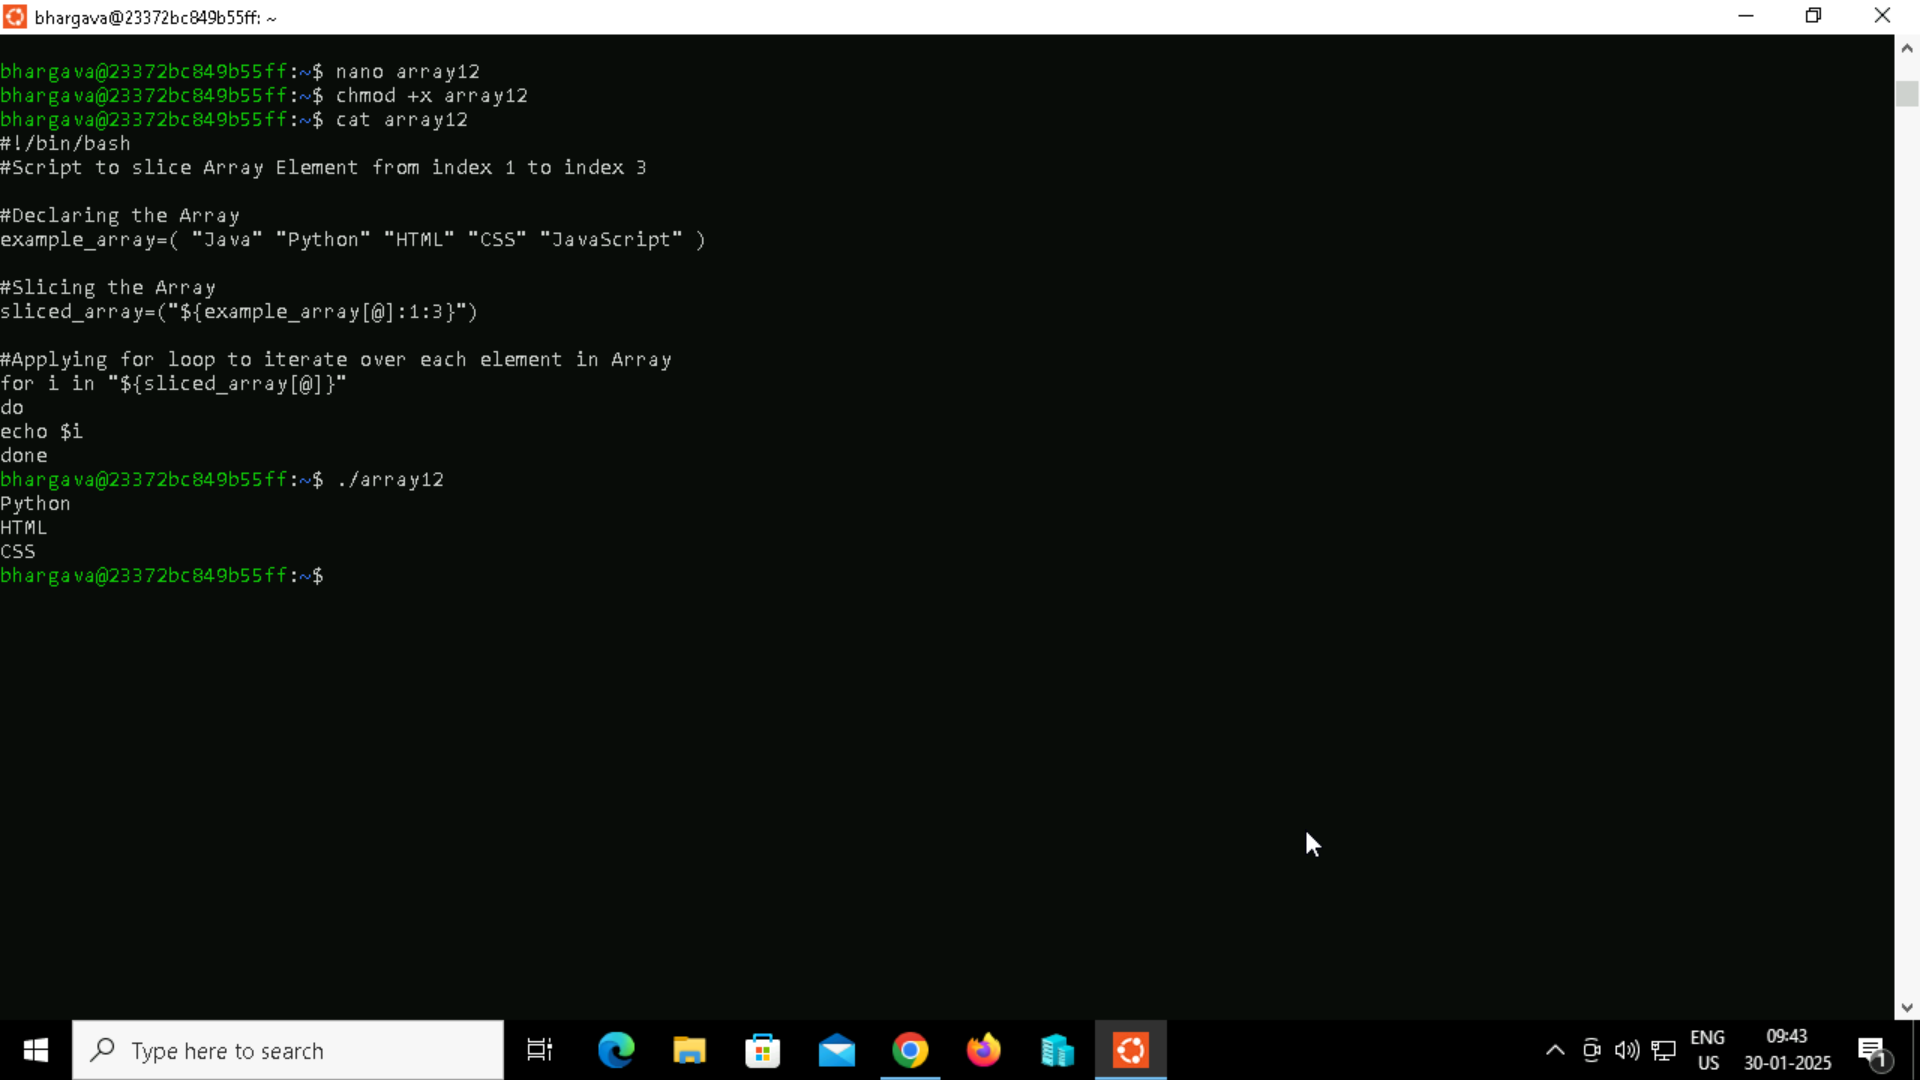 bhargava@23372bc849b55ff: ~
bhargava@23372bc849b55ff:~$ nano array12
bhargava@23372bc849b55ff:~$ chmod +x array12
bhargava@23372bc849b55ff:~$ cat array12
#!/bin/bash
#Script to slice Array Element from index 1 to index 3
#Declaring the Array
example_array=( "Java" "Python" "HTML" "CSS" "JavaScript" )
#Slicing the Array
sliced_array=("${example_array[@]:1:3}")
#Applying for loop to iterate over each element in Array
for i in "${sliced_array[@]}"
do
echo $i
done
bhargava@23372bc849b55ff:~$ ./array12
Python
HTML
CSS
bhargava@23372bc849b55ff:~$
Type here to search
ENG
US
09:43
30-01-2025
1